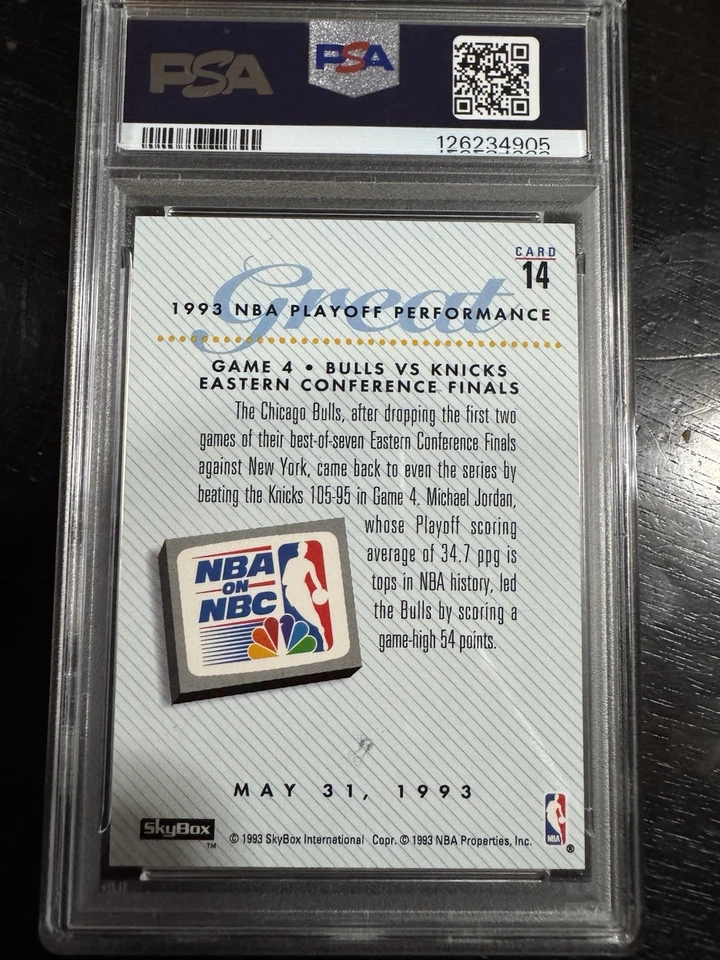 PSA
PSA
126234905
CARD
14
Great
1993 NBA PLAYOFF PERFORMANCE
GAME 4 • BULLS VS KNICKS
EASTERN CONFERENCE FINALS
The Chicago Bulls, after dropping the first two
games of their best-of-seven Eastern Conference Finals
against New York, came back to even the series by
beating the Knicks 105-95 in Game 4. Michael Jordan,
whose Playoff scoring
average of 34.7 ppg is
tops in NBA history, led
the Bulls by scoring a
game-high 54 points.
NBA
ON
NBC
MAY 31, 1993
SkyBox
TM
© 1993 SkyBox International Copr. © 1993 NBA Properties, Inc.
NBA
®